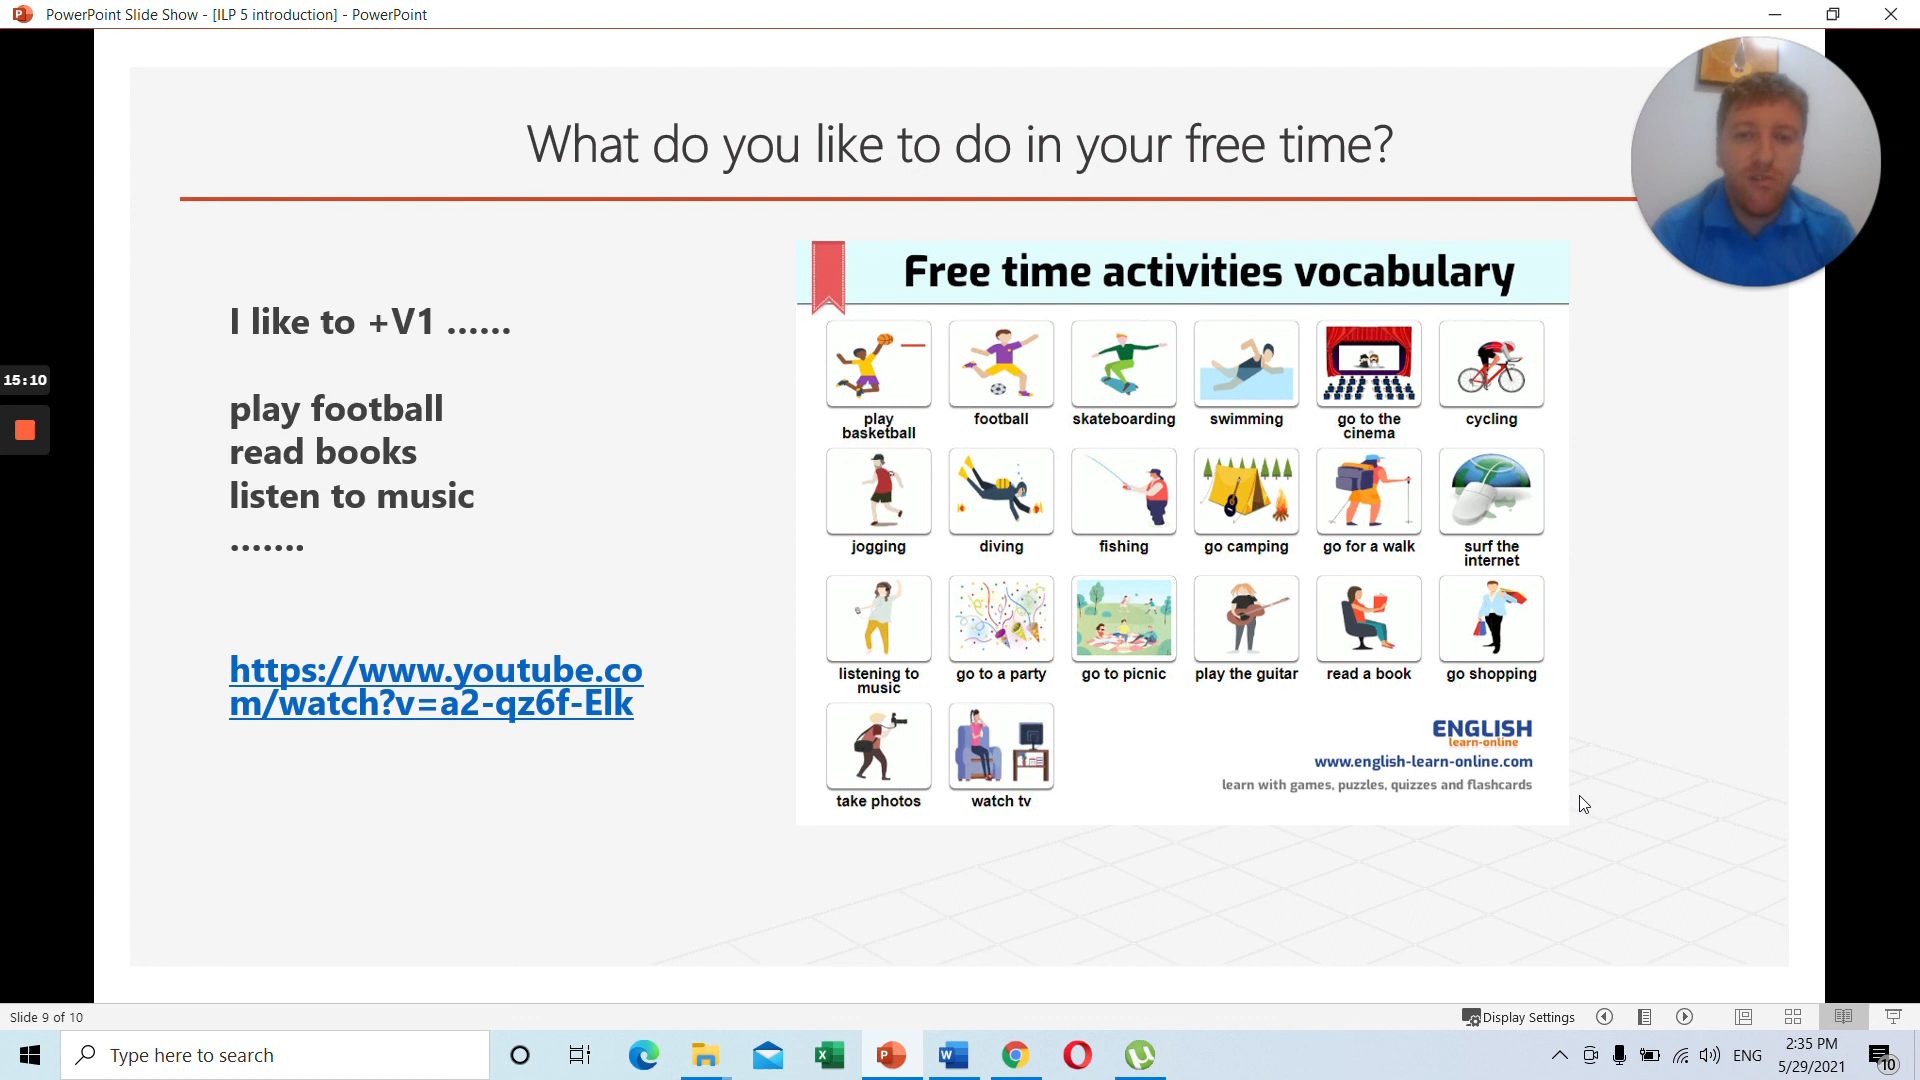 PowerPoint Slide Show - [ILP 5 introduction] - PowerPoint
What do you like to do in your free time?
I like to +V1 ......
play football
read books
listen to music
.......
https://www.youtube.co
m/watch?v=a2-qz6f-Elk
Free time activities vocabulary
play
basketball
football
skateboarding
swimming
go to the
cinema
cycling
jogging
diving
fishing
go camping
go for a walk
surf the
internet
listening to
music
go to a party
go to picnic
play the guitar
read a book
go shopping
take photos
watch tv
ENGLISH
learn-online
www.english-learn-online.com
learn with games, puzzles, quizzes and flashcards
15:10
Slide 9 of 10
Display Settings
Type here to search
ENG
2:35 PM
5/29/2021
10